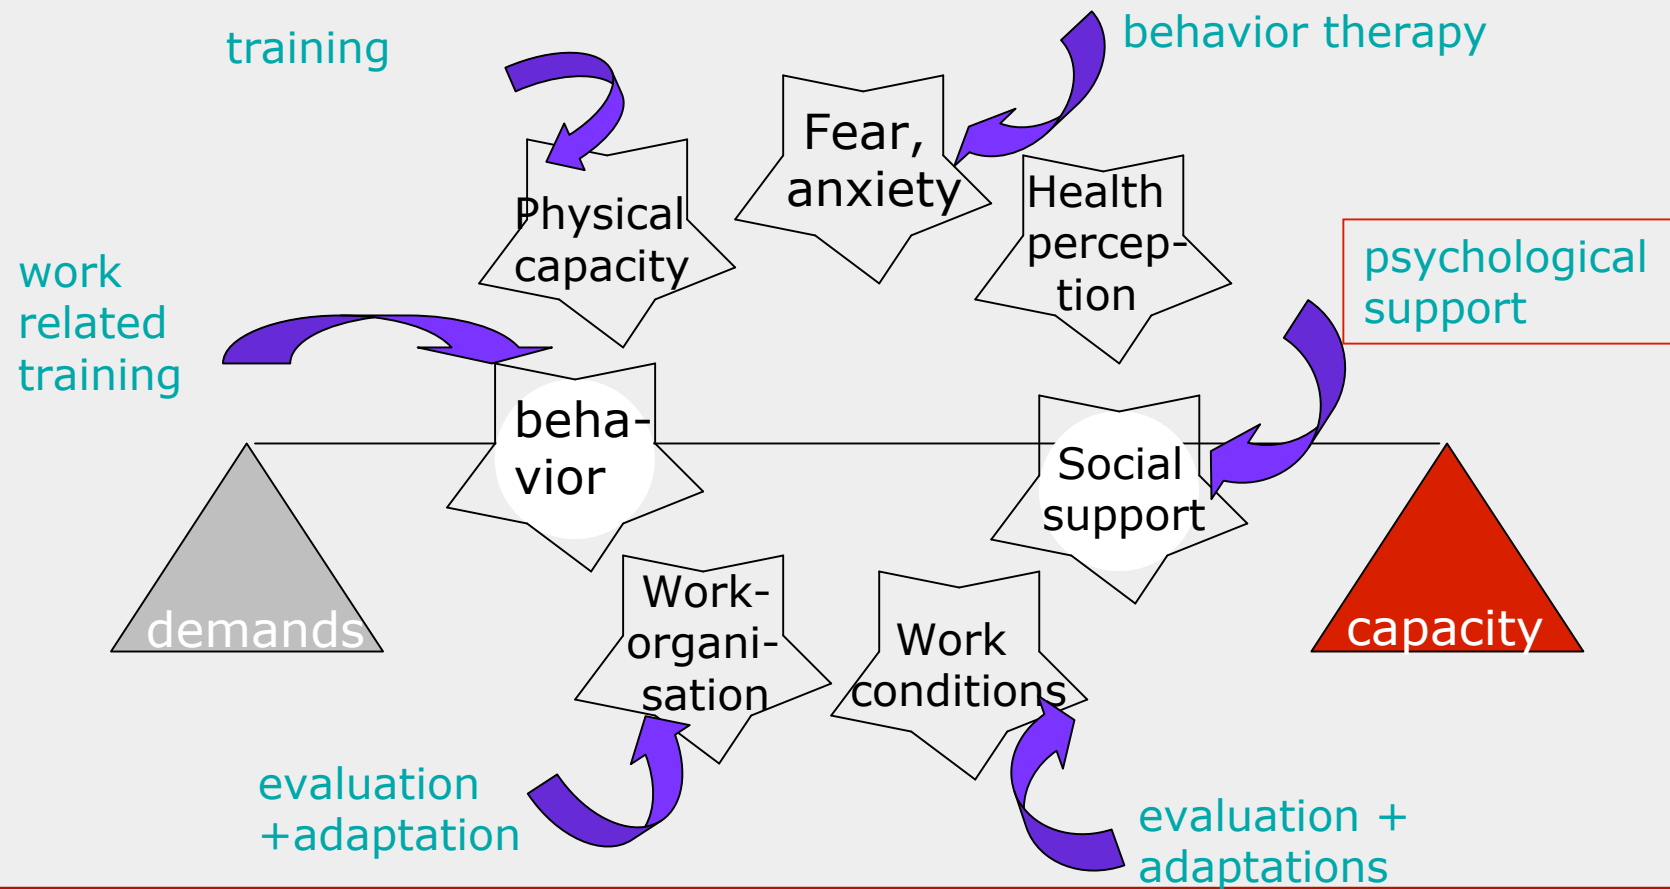 training
behavior therapy
Fear,
anxiety
Health
percep-
tion
Physical
capacity
psychological
support
work
related
training
beha-
vior
Social
support
demands
Work-
organi-
sation
Work
conditions
capacity
evaluation
+adaptation
evaluation +
adaptations